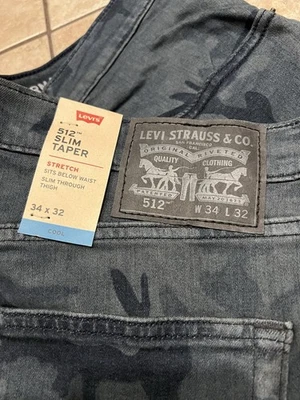 Levi's
512™
SLIM
TAPER
STRETCH
SITS BELOW WAIST
SLIM THROUGH
THIGH
34 x 32
COOL
LEVI STRAUSS & CO.
SAN FRANCISCO
CAL
ORIGINAL RIVETED
QUALITY CLOTHING
512™ W 34 L 32